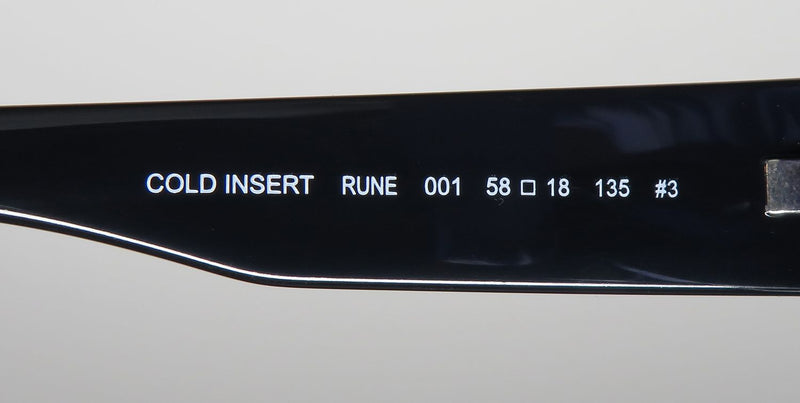 COLD INSERT RUNE 001 58 □ 18 135 #3